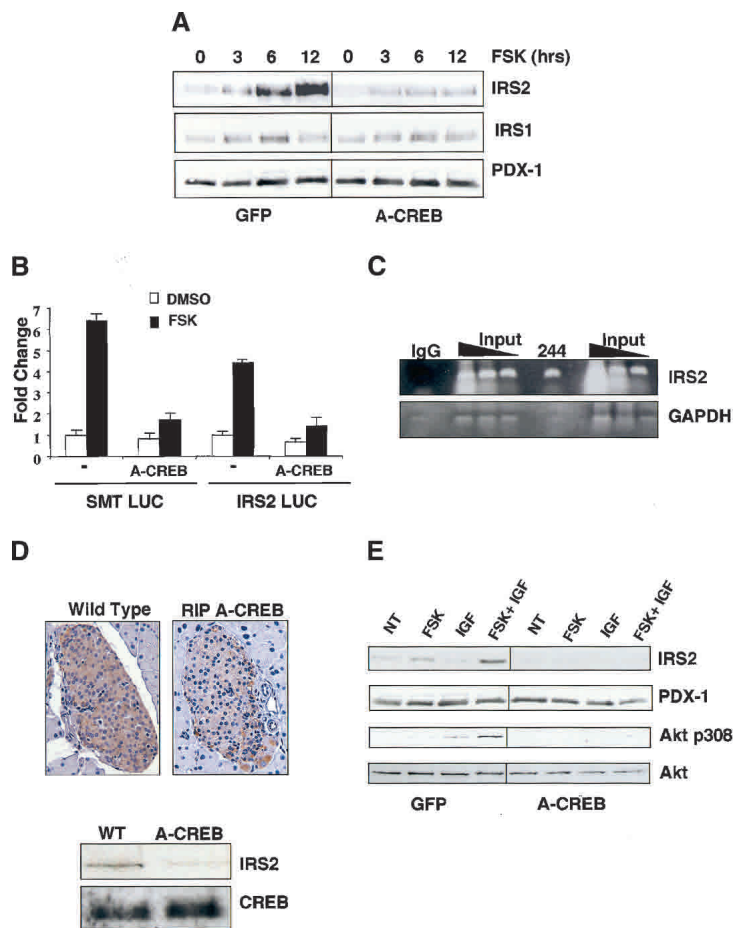 A
0 3 6 12 0 3 6 12 FSK (hrs)
IRS2
IRS1
PDX-1
GFP A-CREB
B
DMSO
FSK
Fold Change
7
6
5
4
3
2
1
0
- A-CREB - A-CREB
SMT LUC IRS2 LUC
C
IgG Input 244 Input
IRS2
GAPDH
D
Wild Type RIP A-CREB
WT A-CREB
IRS2
CREB
E
NT FSK IGF FSK+ IGF NT FSK IGF FSK+ IGF
IRS2
PDX-1
Akt p308
Akt
GFP A-CREB